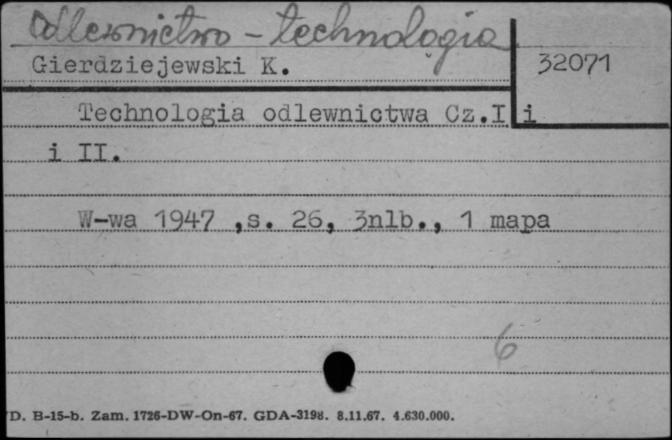 Odlewnictwo - technologia
Gierdziejewski K.
32071
Technologia odlewnictwa Cz.I i
i II.
W-wa 1947 ,s. 26, 3nlb., 1 mapa
6
D. B-15-b. Zam. 1726-DW-On-67. GDA-3198. 8.11.67. 4.630.000.